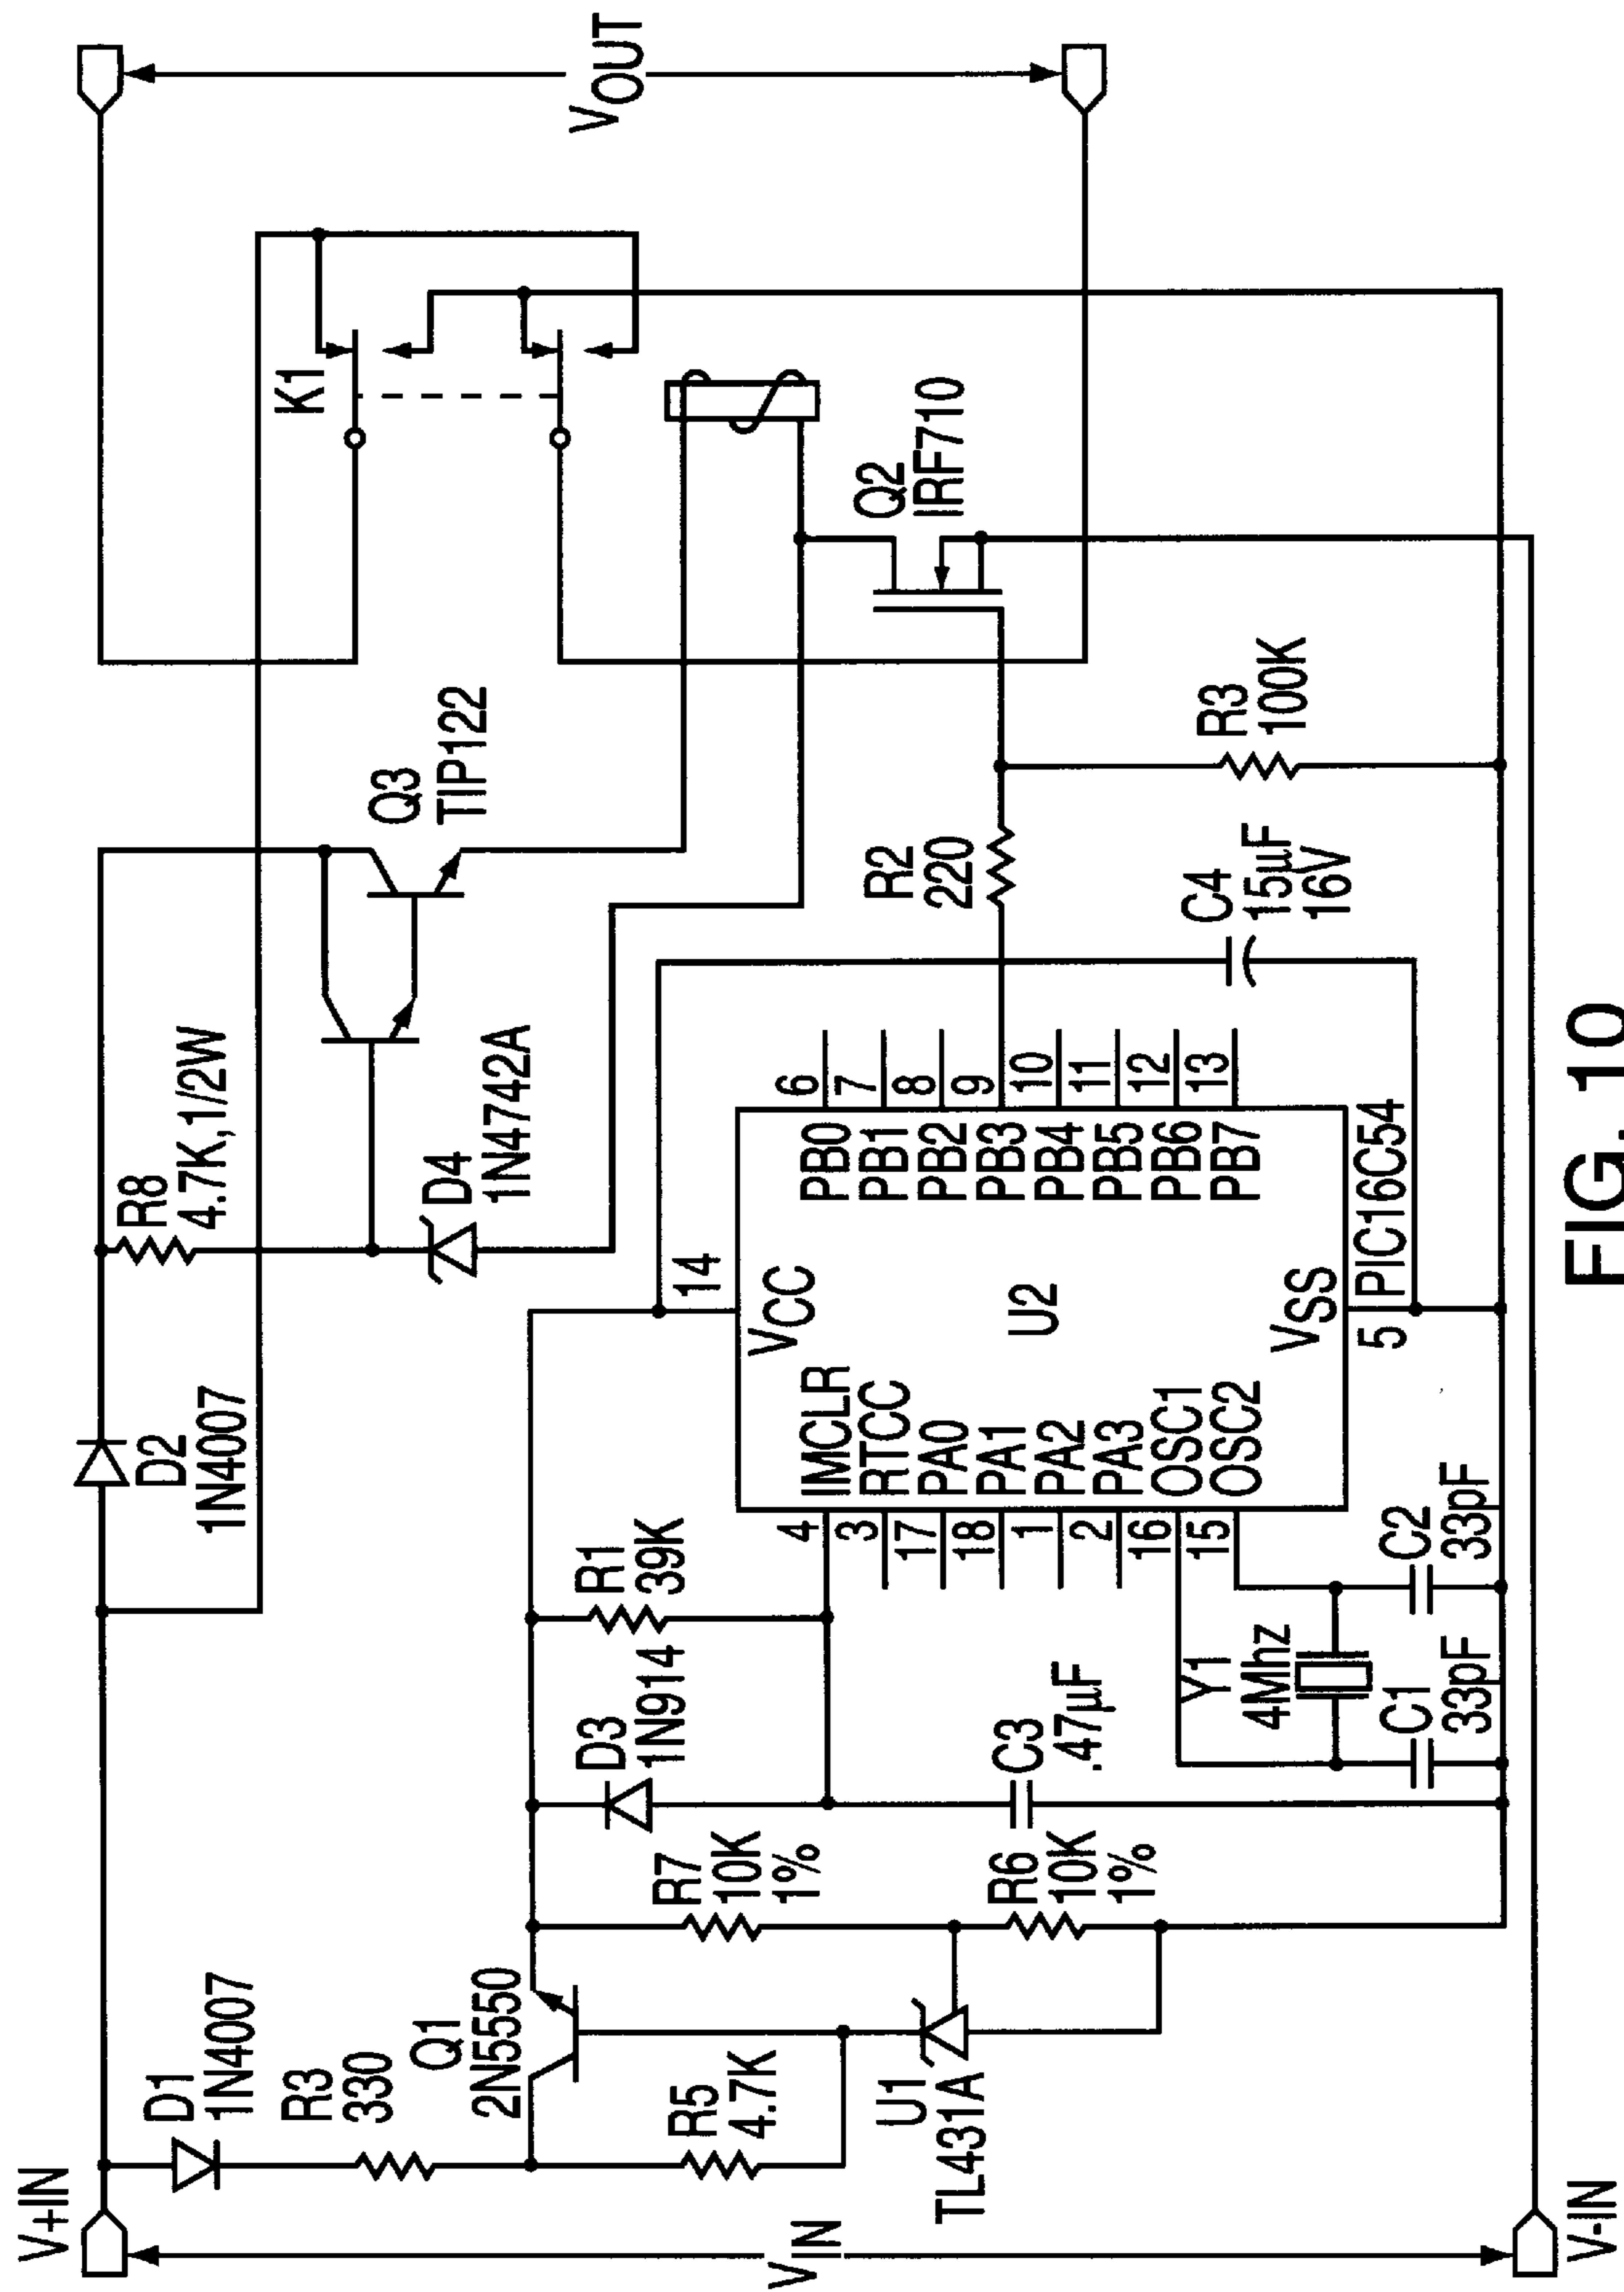 V+IN
VIN
V-IN
D1
1N4007
R3
330
Q1
2N5550
R5
4.7K
U1
TL431A
R7
10K
1%
R6
10K
1%
D3
1N914
R1
39K
C3
.47µF
Y1
4Mhz
C1
33pF
C2
33pF
D2
1N4007
R8
4.7K,1/2W
D4
1N4742A
Q3
TIP122
4
3
17
18
1
2
16
15
IMCLR
RTCC
PA0
PA1
PA2
PA3
OSC1
OSC2
14
VCC
U2
VSS
5
PIC16C54
PB0
PB1
PB2
PB3
PB4
PB5
PB6
PB7
6
7
8
9
10
11
12
13
R2
220
C4
15µF
16V
R3
100K
Q2
IRF710
K1
VOUT
FIG. 10